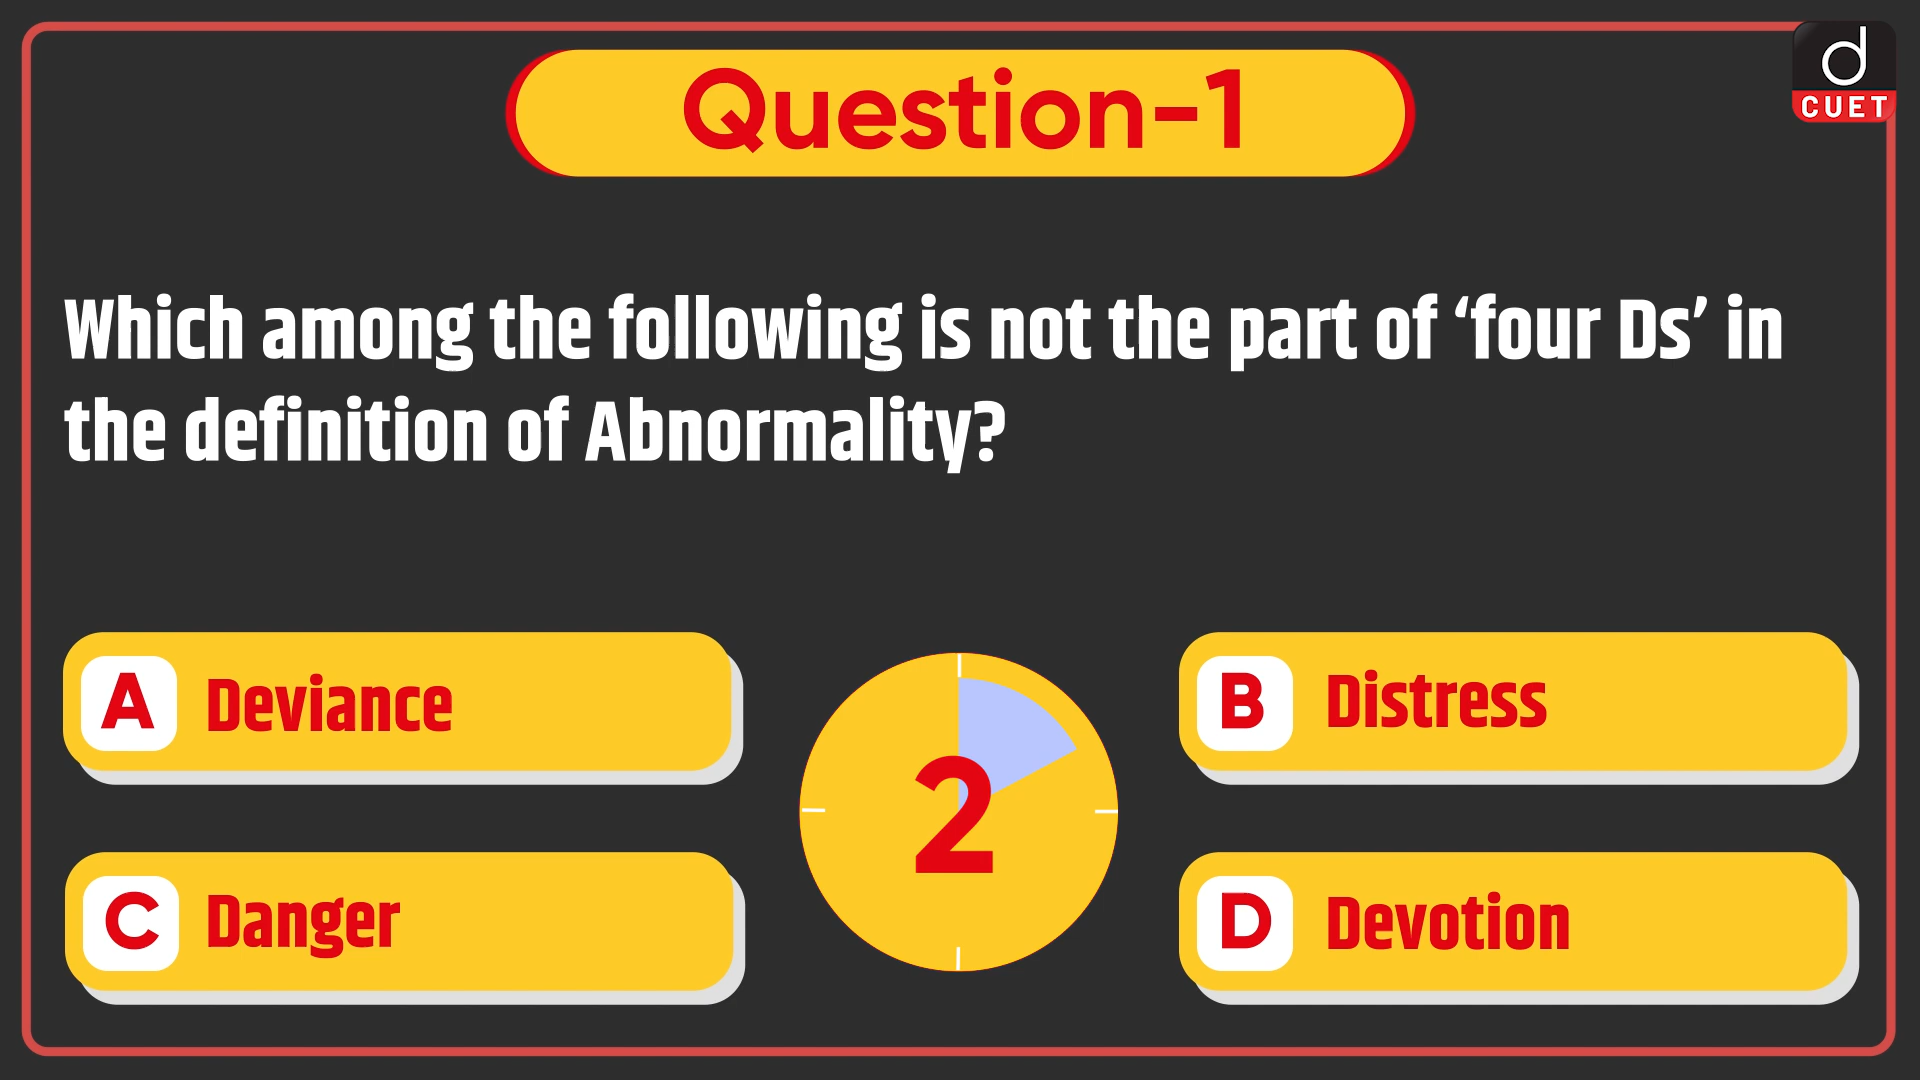 d
CUET
Question-1
Which among the following is not the part of ‘four Ds’ in
the definition of Abnormality?
A Deviance
B Distress
2
C Danger
D Devotion